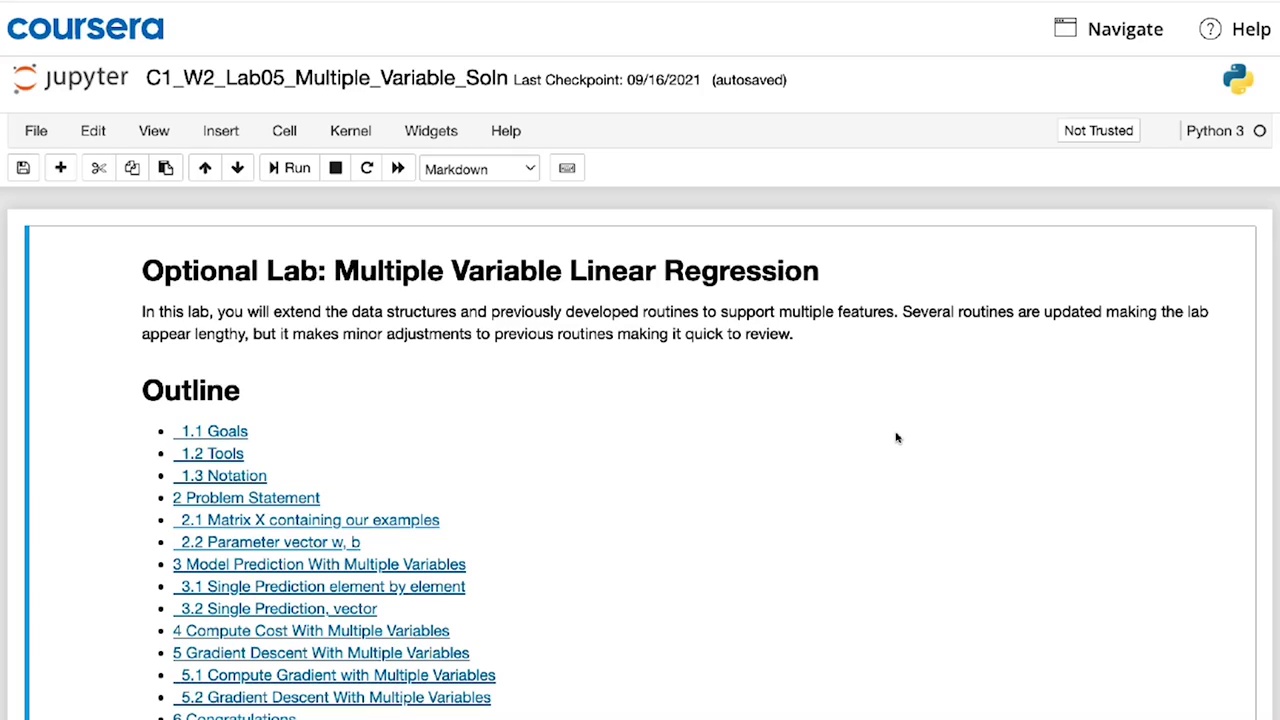 coursera
Navigate
Help
jupyter C1_W2_Lab05_Multiple_Variable_Soln Last Checkpoint: 09/16/2021 (autosaved)
File Edit View Insert Cell Kernel Widgets Help
Not Trusted
Python 3
Run
Markdown
Optional Lab: Multiple Variable Linear Regression
In this lab, you will extend the data structures and previously developed routines to support multiple features. Several routines are updated making the lab
appear lengthy, but it makes minor adjustments to previous routines making it quick to review.
Outline
1.1 Goals
1.2 Tools
1.3 Notation
2 Problem Statement
2.1 Matrix X containing our examples
2.2 Parameter vector w, b
3 Model Prediction With Multiple Variables
3.1 Single Prediction element by element
3.2 Single Prediction, vector
4 Compute Cost With Multiple Variables
5 Gradient Descent With Multiple Variables
5.1 Compute Gradient with Multiple Variables
5.2 Gradient Descent With Multiple Variables
6 Congratulations